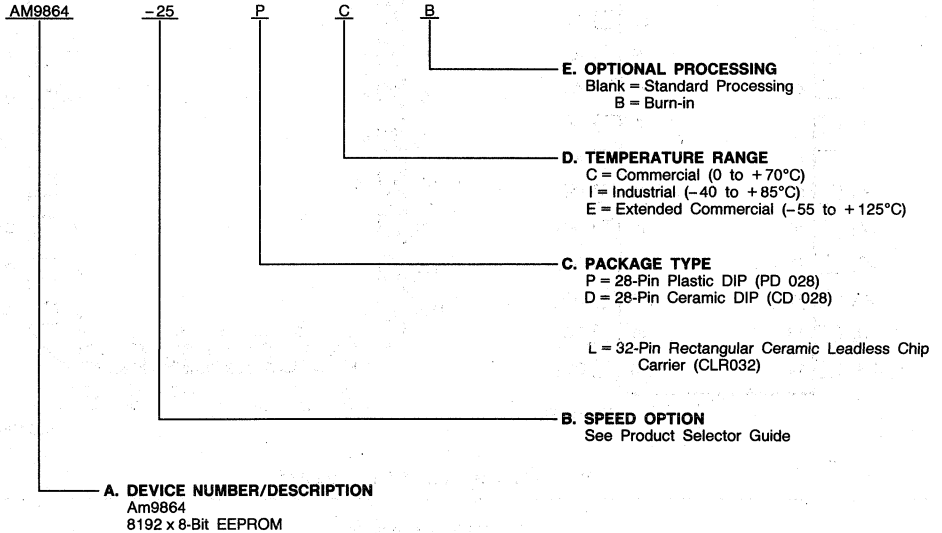 AM9864 -25 P C B
E. OPTIONAL PROCESSING
Blank = Standard Processing
B = Burn-in
D. TEMPERATURE RANGE
C = Commercial (0 to +70°C)
I = Industrial (-40 to +85°C)
E = Extended Commercial (-55 to +125°C)
C. PACKAGE TYPE
P = 28-Pin Plastic DIP (PD 028)
D = 28-Pin Ceramic DIP (CD 028)
L = 32-Pin Rectangular Ceramic Leadless Chip
Carrier (CLR032)
B. SPEED OPTION
See Product Selector Guide
A. DEVICE NUMBER/DESCRIPTION
Am9864
8192 x 8-Bit EEPROM